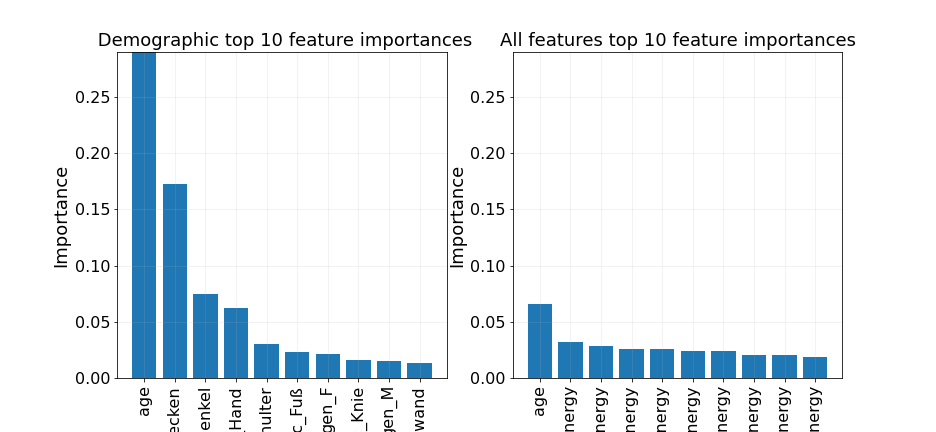 Demographic top 10 feature importances
Importance
0.25
0.20
0.15
0.10
0.05
0.00
age
ecken
enkel
_Hand
hulter
c_Fuß
gen_F
_Knie
gen_M
wand
All features top 10 feature importances
Importance
0.25
0.20
0.15
0.10
0.05
0.00
age
nergy
nergy
nergy
nergy
nergy
nergy
nergy
nergy
nergy